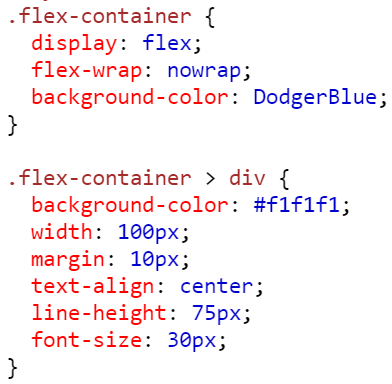 .flex-container {
  display: flex;
  flex-wrap: nowrap;
  background-color: DodgerBlue;
}

.flex-container > div {
  background-color: #f1f1f1;
  width: 100px;
  margin: 10px;
  text-align: center;
  line-height: 75px;
  font-size: 30px;
}